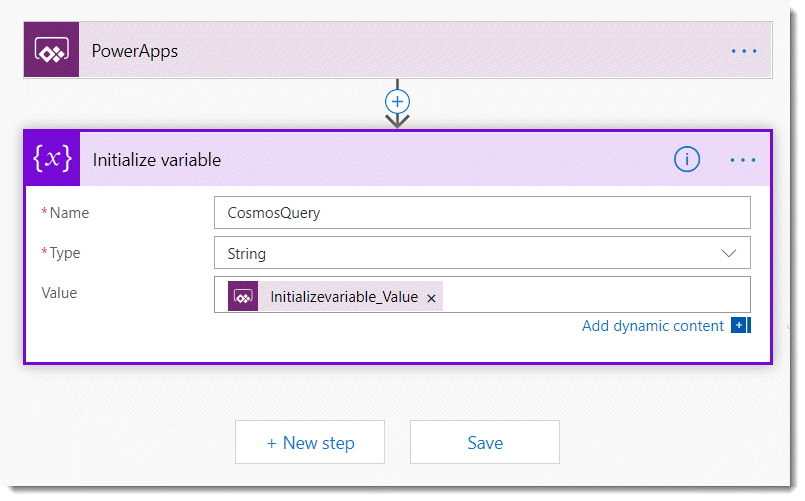 PowerApps
{x} Initialize variable
*Name CosmosQuery
*Type String
Value Initializevariable_Value ×
Add dynamic content
+ New step Save